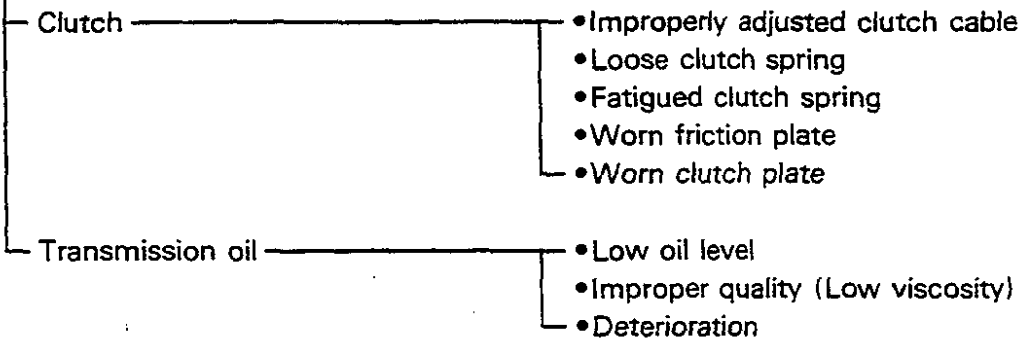 Clutch •Improperly adjusted clutch cable
•Loose clutch spring
•Fatigued clutch spring
•Worn friction plate
•Worn clutch plate
Transmission oil •Low oil level
•Improper quality (Low viscosity)
•Deterioration